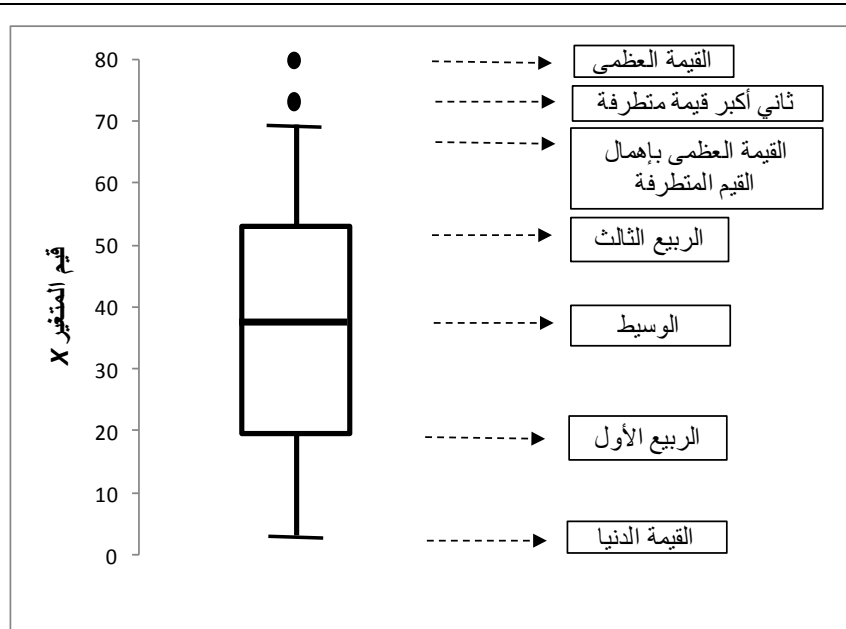 80
70
60
50
40
30
20
10
0
قيم المتغير X
القيمة العظمى
ثاني أكبر قيمة متطرفة
القيمة العظمى بإهمال
القيم المتطرفة
الربيع الثالث
الوسيط
الربيع الأول
القيمة الدنيا